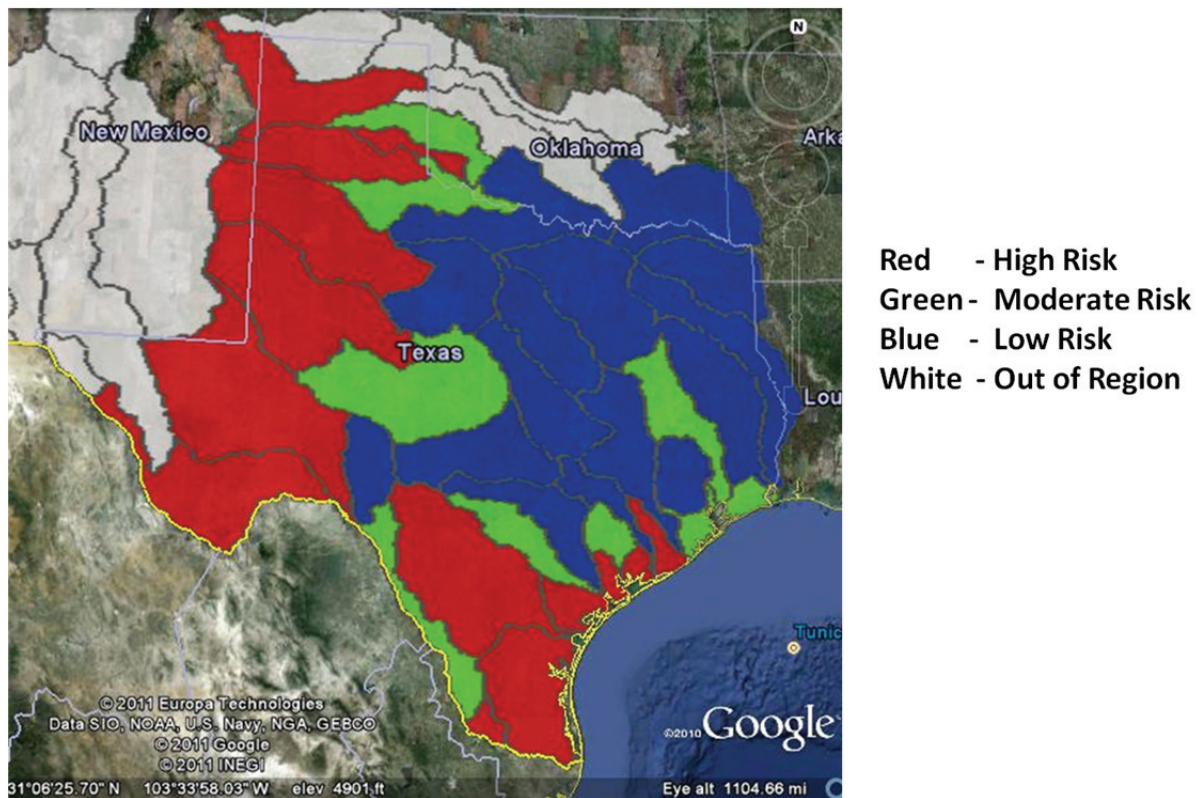 N
New Mexico
Oklahoma
Arka
Texas
Lou
Tunic
© 2011 Europa Technologies
Data SIO, NOAA, U.S. Navy, NGA, GEBCO
© 2011 Google
© 2011 INEGI
©2010 Google
31°06'25.70" N 103°33'58.03" W elev 4901 ft
Eye alt 1104.66 mi
Red - High Risk
Green - Moderate Risk
Blue - Low Risk
White - Out of Region